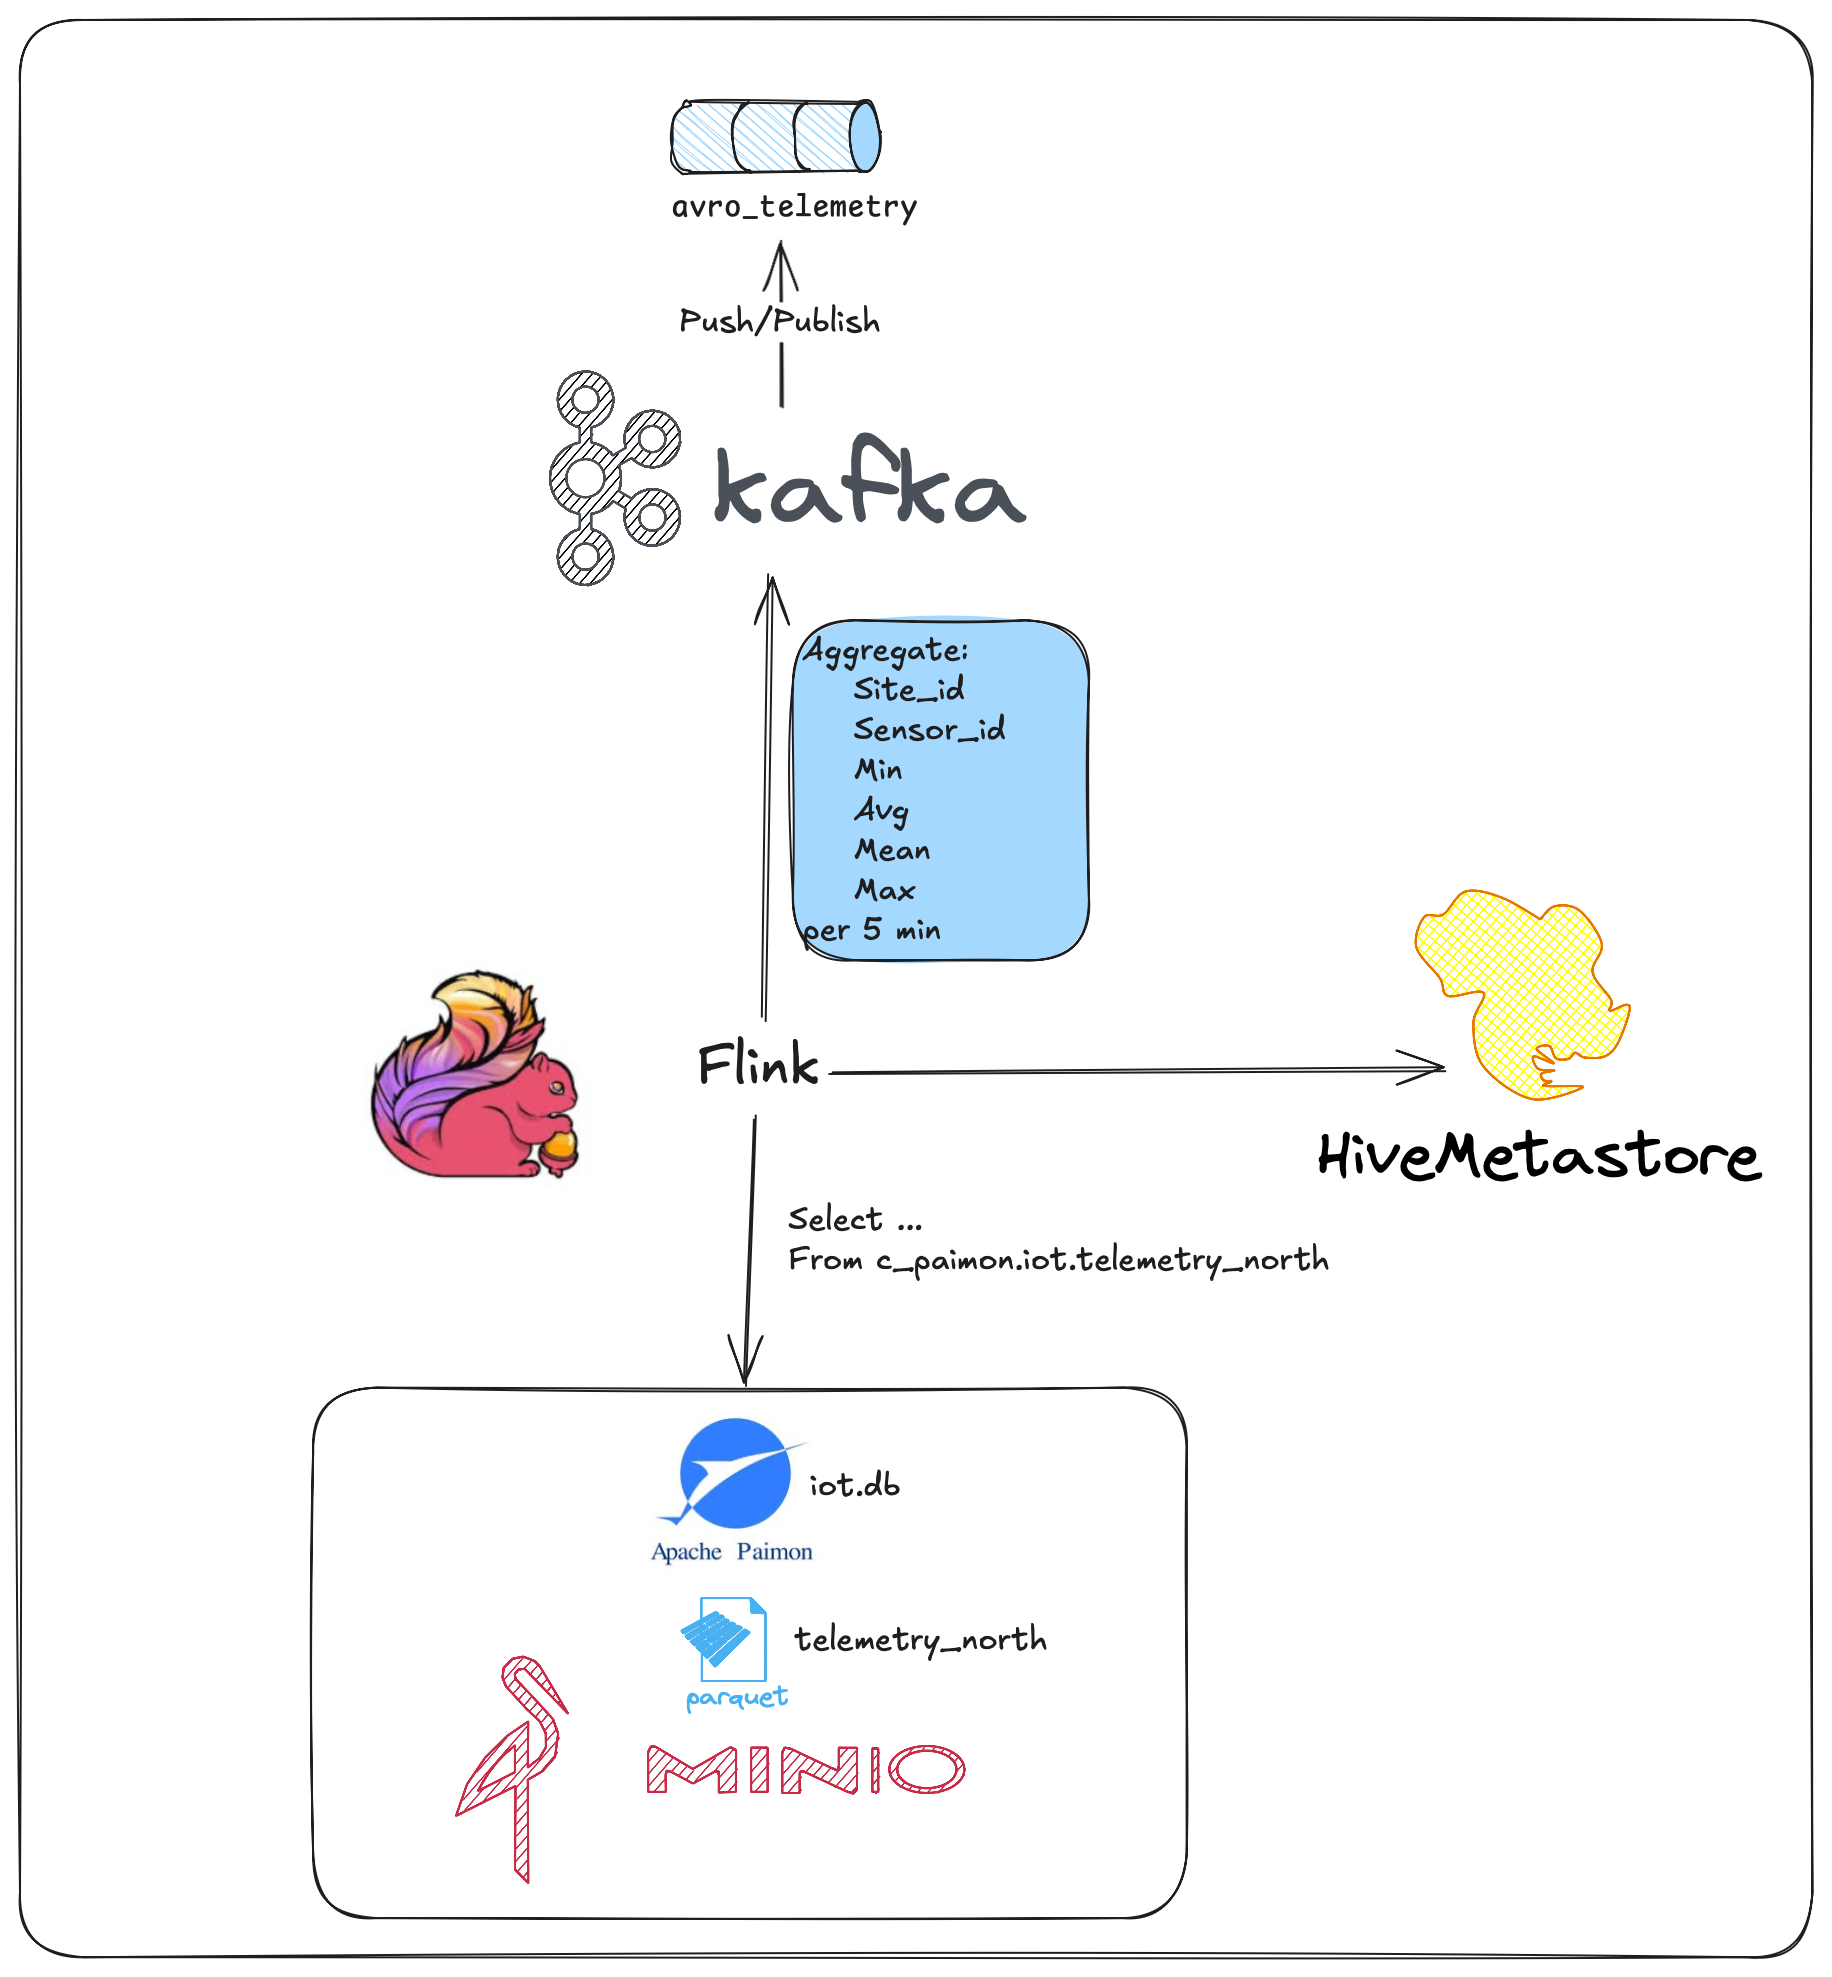 avro_telemetry
Push/Publish
kafka
Aggregate:
Site_id
Sensor_id
Min
Avg
Mean
Max
per 5 min
Flink
HiveMetastore
Select ...
From c_paimon.iot.telemetry_north
iot.db
Apache Paimon
telemetry_north
parquet
MINIO